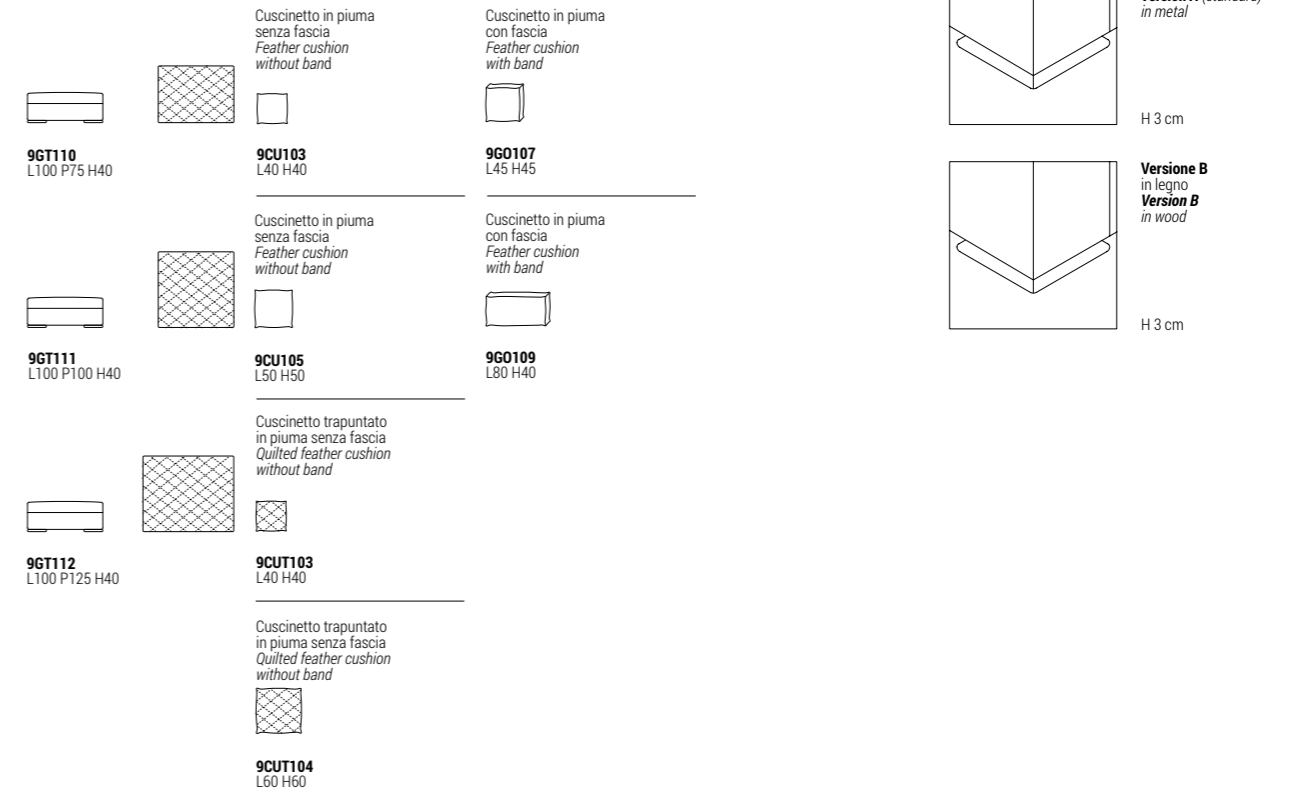 Cuscinetto in piuma
senza fascia
Feather cushion
without band
9GT110
L100 P75 H40
9CU103
L40 H40
Cuscinetto in piuma
con fascia
Feather cushion
with band
9GO107
L45 H45
Cuscinetto in piuma
senza fascia
Feather cushion
without band
9GT111
L100 P100 H40
9CU105
L50 H50
Cuscinetto in piuma
con fascia
Feather cushion
with band
9GO109
L80 H40
Cuscinetto trapuntato
in piuma senza fascia
Quilted feather cushion
without band
9GT112
L100 P125 H40
9CUT103
L40 H40
Cuscinetto trapuntato
in piuma senza fascia
Quilted feather cushion
without band
9CUT104
L60 H60
in metal
H 3 cm
Versione B
in legno
Version B
in wood
H 3 cm